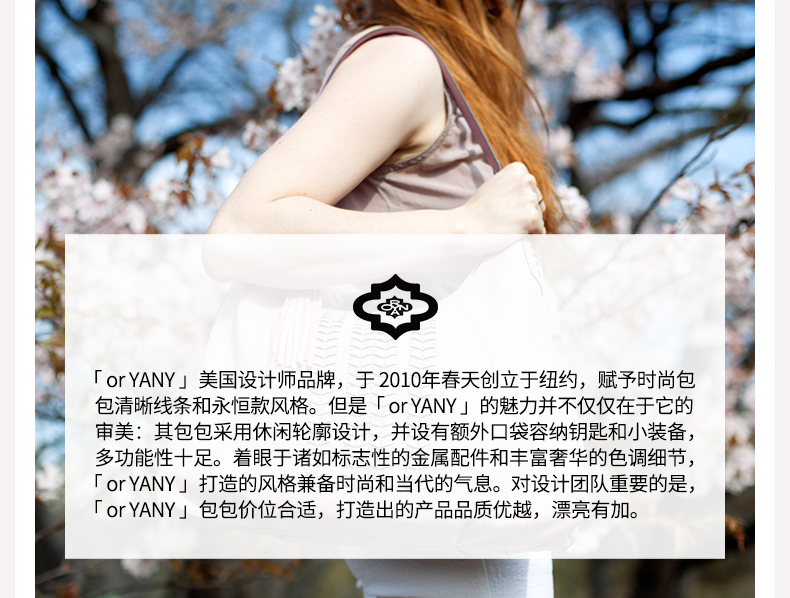 「 or YANY 」美国设计师品牌，于 2010年春天创立于纽约，赋予时尚包
包清晰线条和永恒款风格。但是「 or YANY 」的魅力并不仅仅在于它的
审美：其包包采用休闲轮廓设计，并设有额外口袋容纳钥匙和小装备，
多功能性十足。着眼于诸如标志性的金属配件和丰富奢华的色调细节，
「 or YANY 」打造的风格兼备时尚和当代的气息。对设计团队重要的是，
「 or YANY 」包包价位合适，打造出的产品品质优越，漂亮有加。